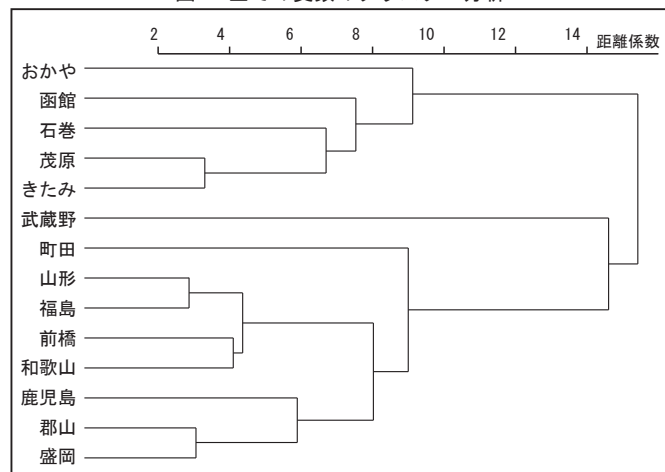 2 4 6 8 10 12 14 距離係数
おかや
函館
石巻
茂原
きたみ
武蔵野
町田
山形
福島
前橋
和歌山
鹿児島
郡山
盛岡